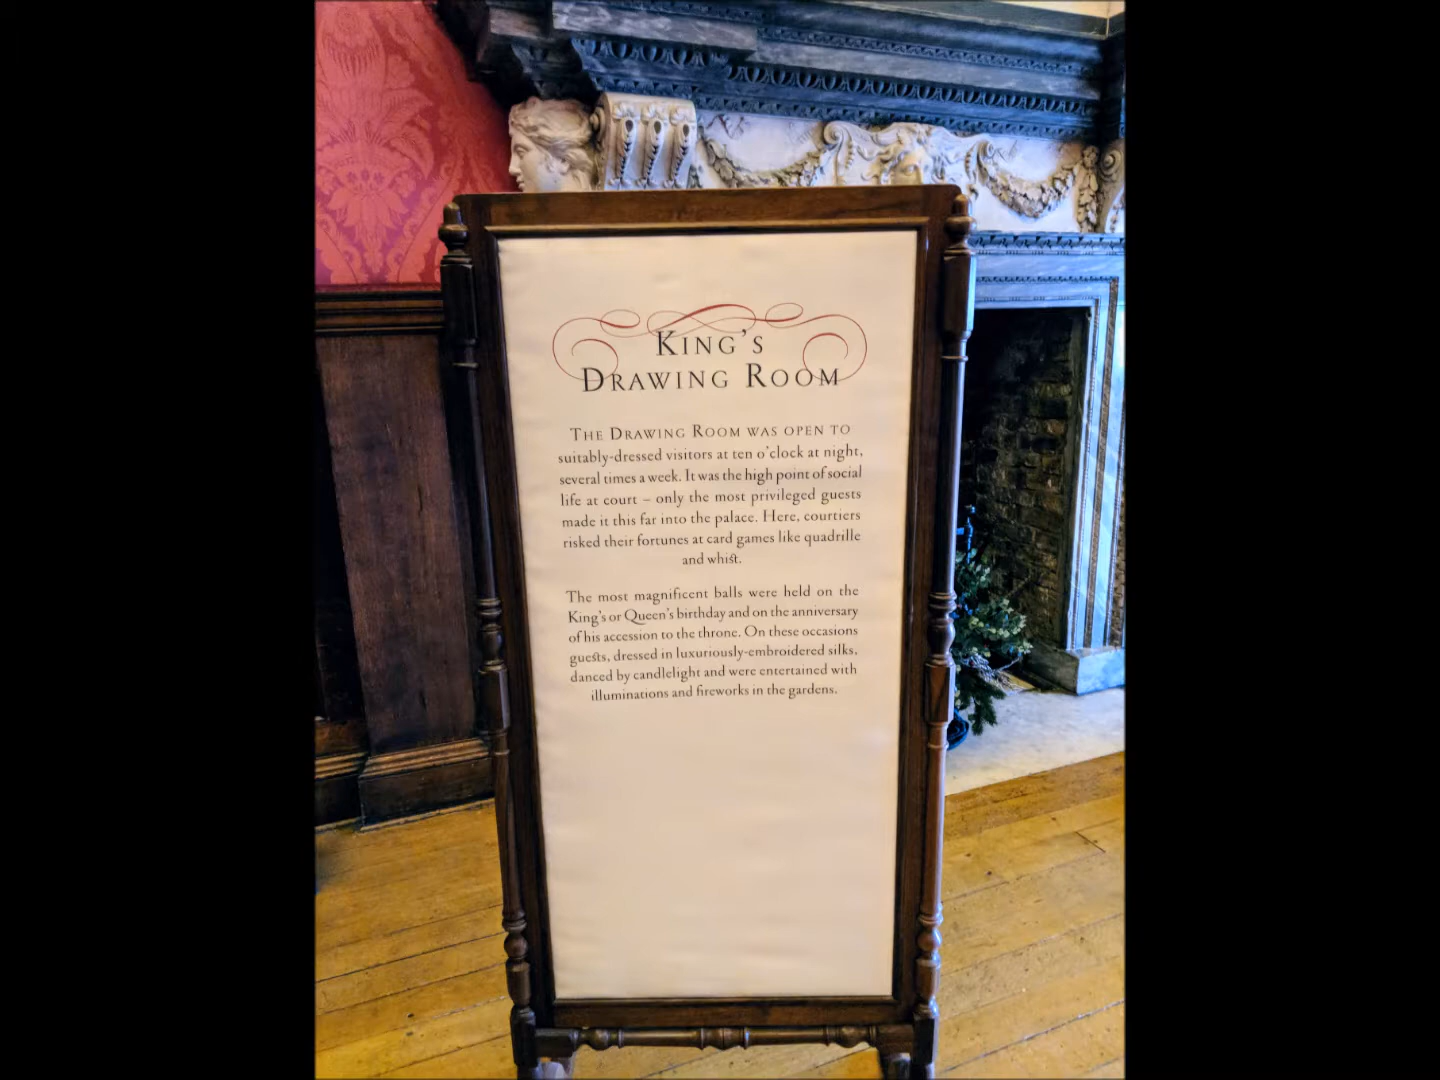 KING'S
DRAWING ROOM
THE DRAWING ROOM WAS OPEN TO
suitably-dressed visitors at ten o'clock at night,
several times a week. It was the high point of social
life at court – only the most privileged guests
made it this far into the palace. Here, courtiers
risked their fortunes at card games like quadrille
and whist.
The most magnificent balls were held on the
King's or Queen's birthday and on the anniversary
of his accession to the throne. On these occasions
guests, dressed in luxuriously-embroidered silks,
danced by candlelight and were entertained with
illuminations and fireworks in the gardens.